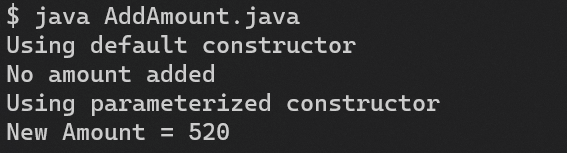 $ java AddAmount.java
Using default constructor
No amount added
Using parameterized constructor
New Amount = 520